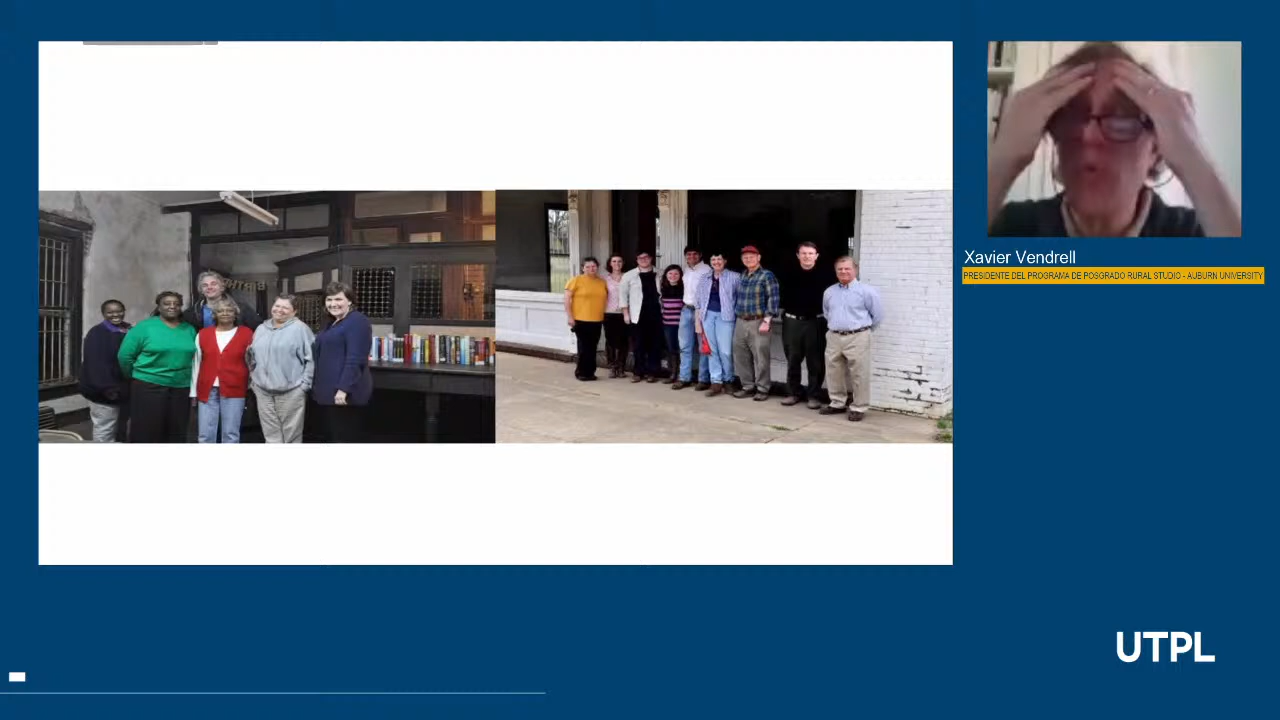 Xavier Vendrell
PRESIDENTE DEL PROGRAMA DE POSGRADO RURAL STUDIO - AUBURN UNIVERSITY
UTPL